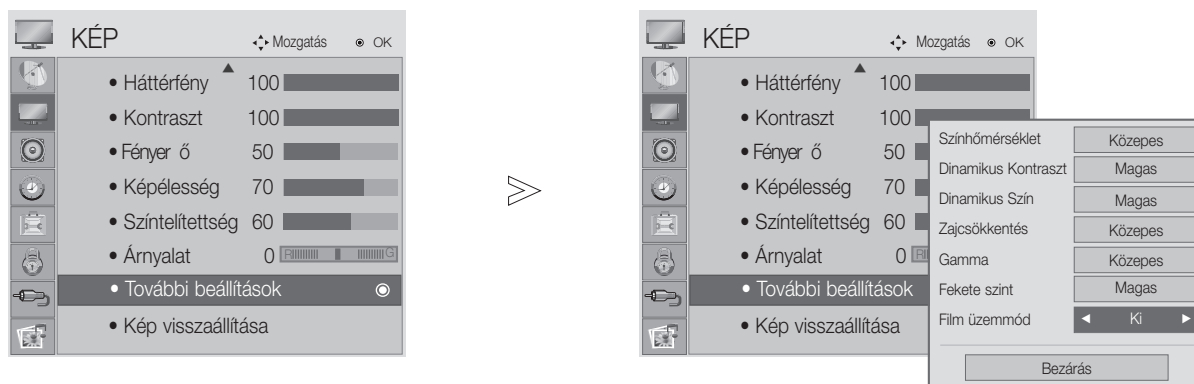 KÉP Mozgatás OK
• Háttérfény 100
• Kontraszt 100
• Fényer ő 50
• Képélesség 70
• Színtelítettség 60
• Árnyalat 0 R G
• További beállítások
• Kép visszaállítása
KÉP Mozgatás OK
• Háttérfény 100
• Kontraszt 100
• Fényer ő 50
• Képélesség 70
• Színtelítettség 60
• Árnyalat 0 R
• További beállítások
• Kép visszaállítása
Színhőmérséklet Közepes
Dinamikus Kontraszt Magas
Dinamikus Szín Magas
Zajcsökkentés Közepes
Gamma Közepes
Fekete szint Magas
Film üzemmód ◄ Ki ►
Bezárás